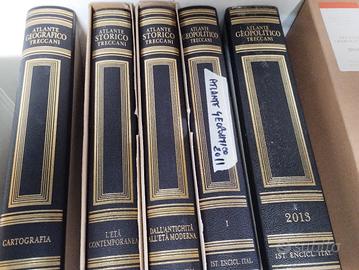 ATLANTE
GEOGRAFICO
TRECCANI
CARTOGRAFIA
ATLANTE
STORICO
TRECCANI
L'ETÀ
CONTEMPORANEA
ATLANTE
STORICO
TRECCANI
DALL'ANTICHITÀ
ALL'ETÀ MODERNA
ATLANTE
GEOPOLITICO
TRECCANI
ATLANTE GEOPOLITICO
2011
I
IST. ENCICL. ITAL.
ATLANTE
GEOPOLITICO
TRECCANI
2013
IST. ENCICL. ITAL.
subito